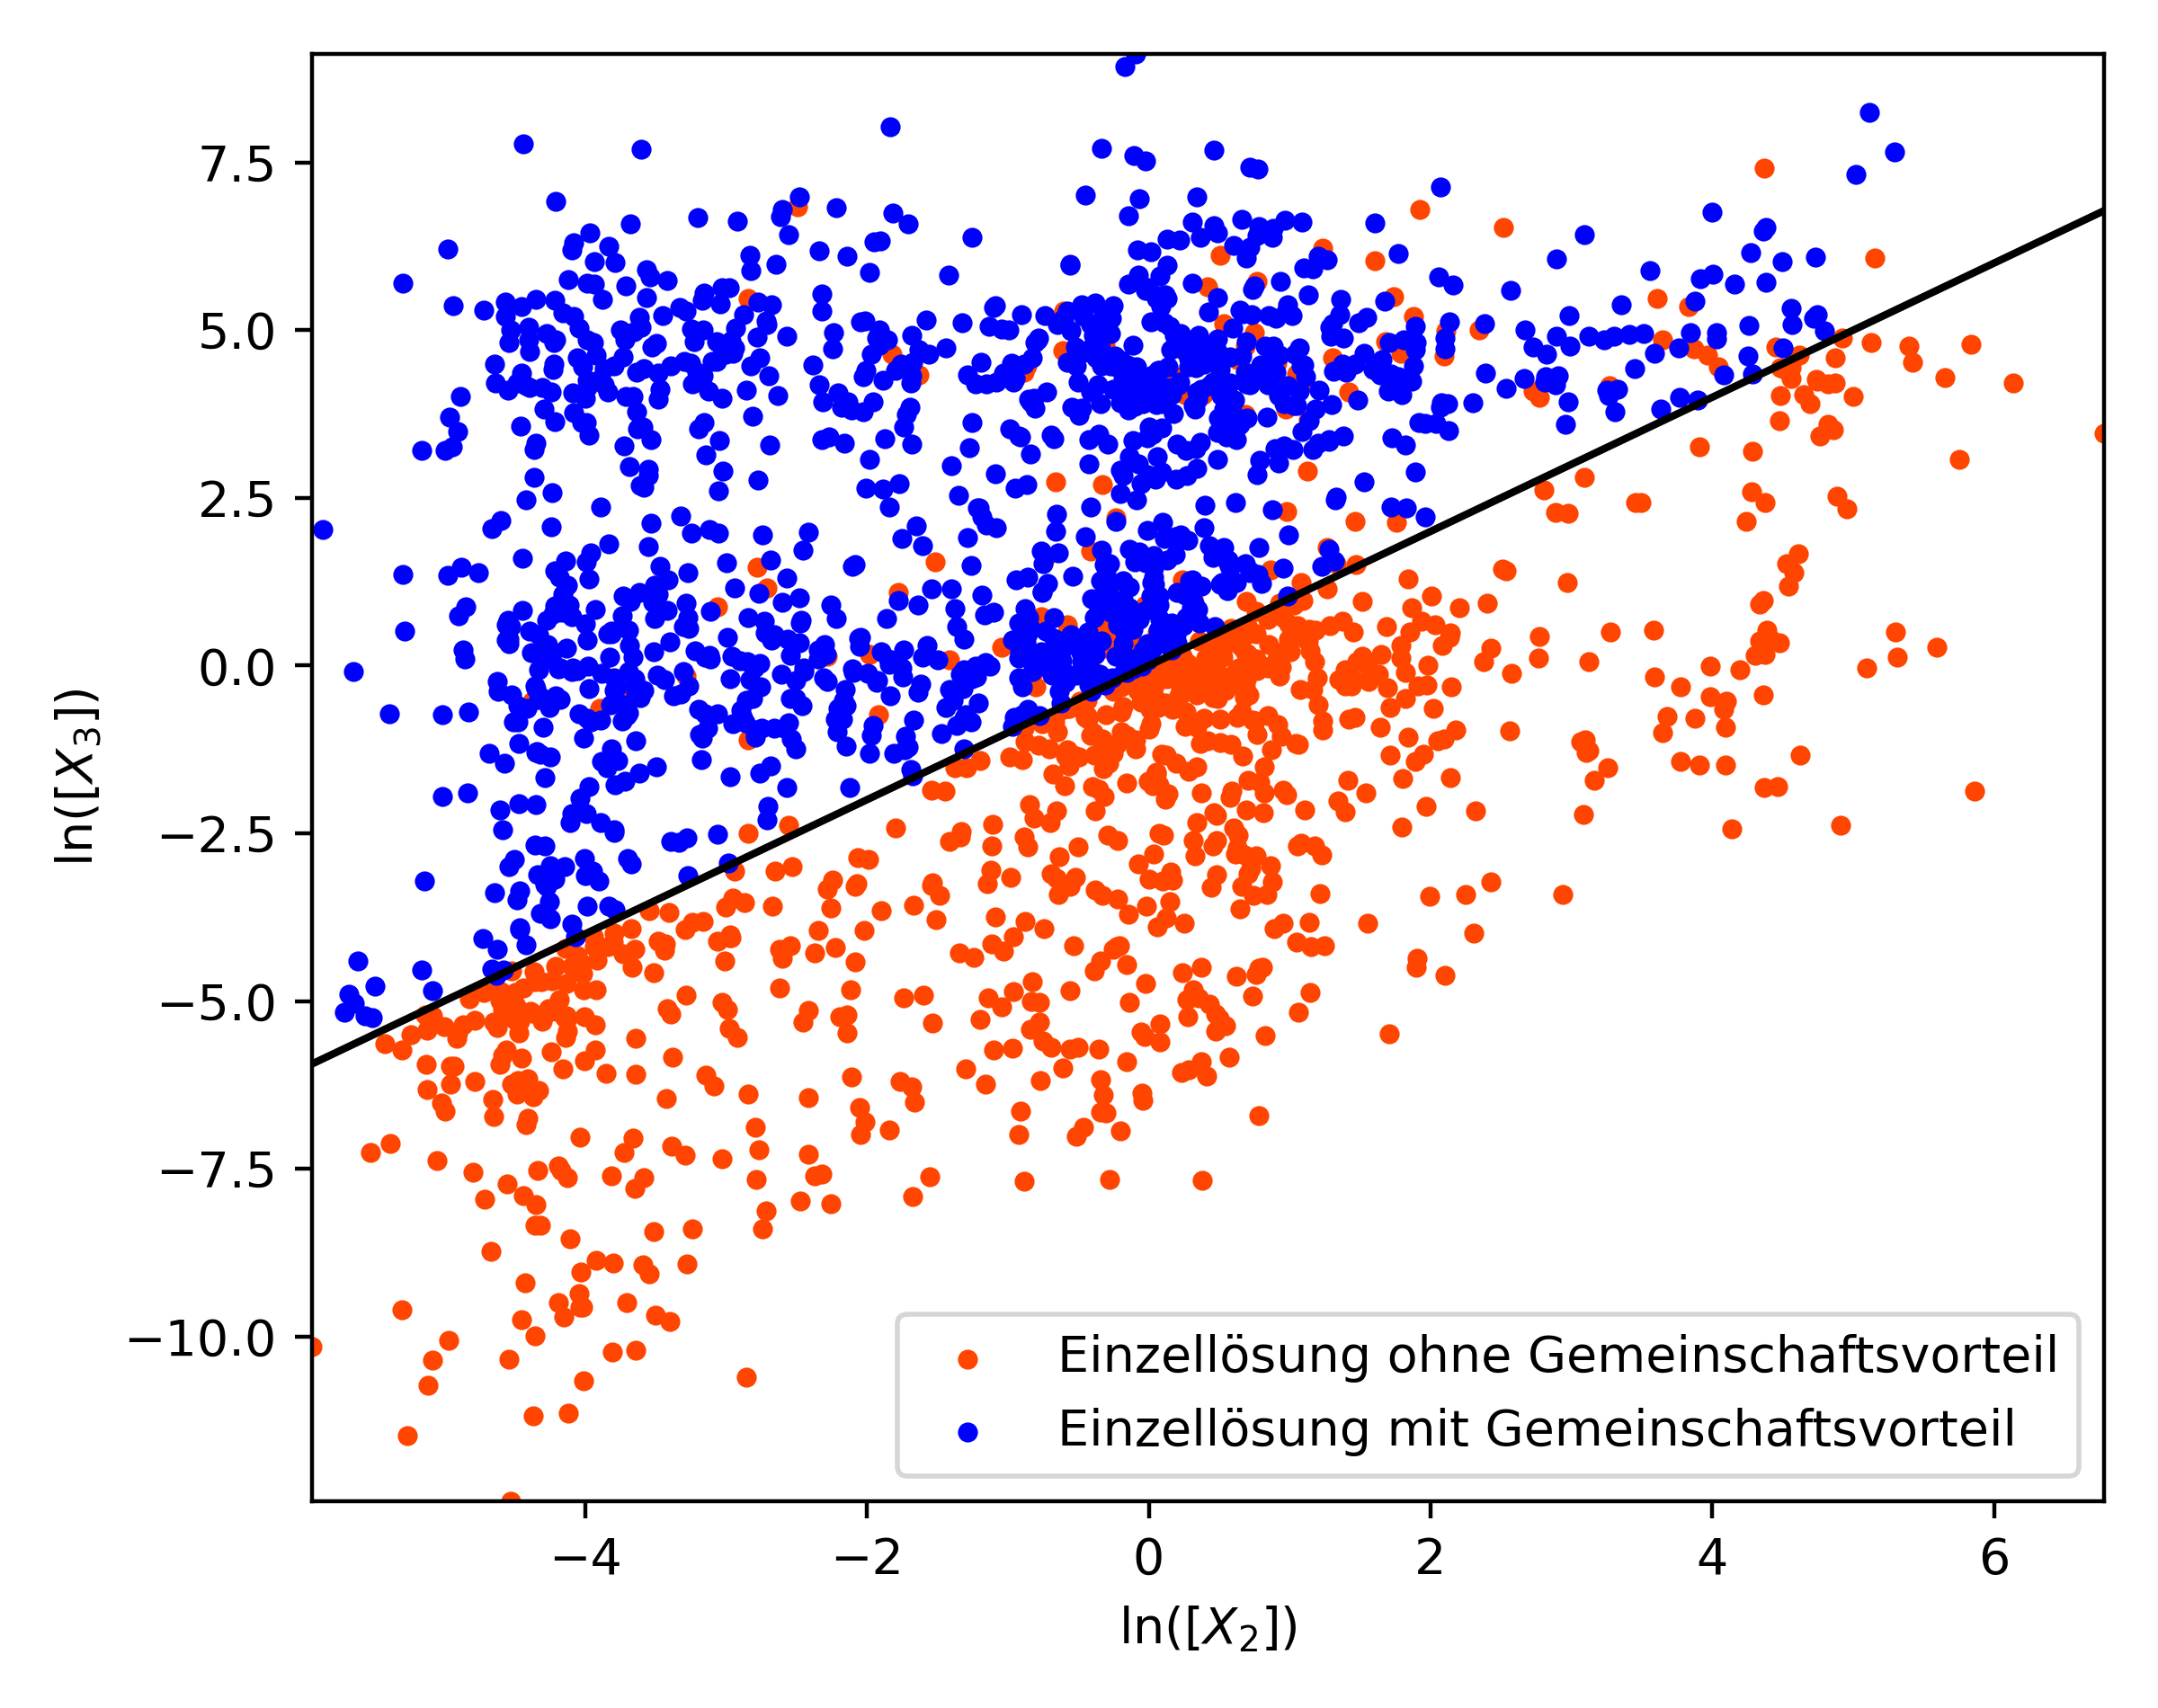 7.5
5.0
2.5
0.0
−2.5
−5.0
−7.5
−10.0
ln([X₃])
Einzellösung ohne Gemeinschaftsvorteil
Einzellösung mit Gemeinschaftsvorteil
−4 −2 0 2 4 6
ln([X₂])